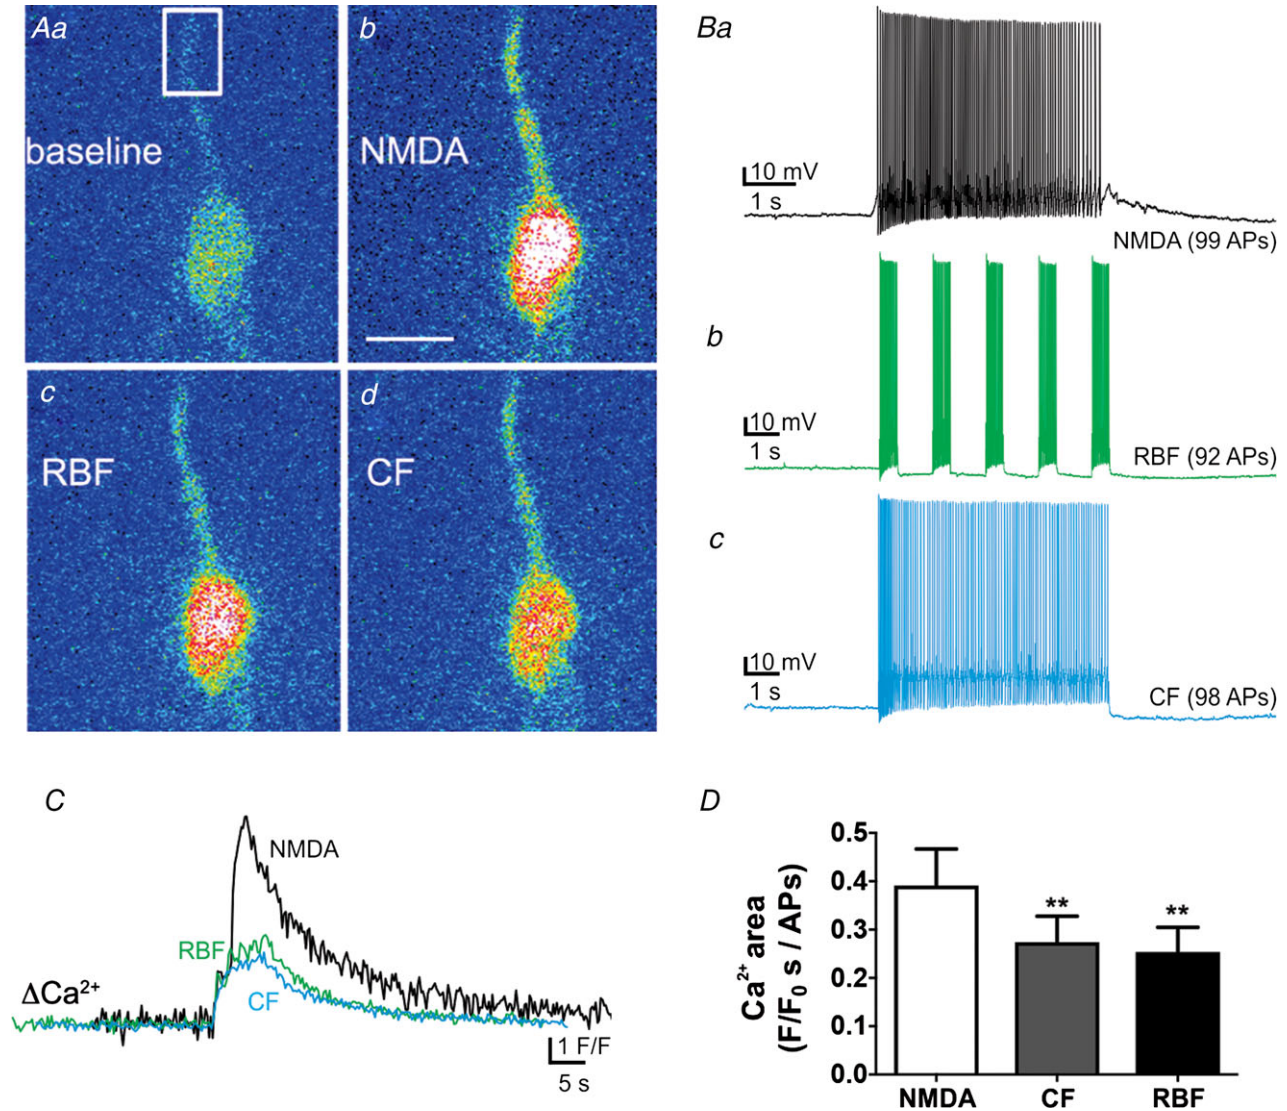 Aa
baseline
b
NMDA
c
RBF
d
CF
Ba
10 mV
1 s
NMDA (99 APs)
b
10 mV
1 s
RBF (92 APs)
c
10 mV
1 s
CF (98 APs)
C
NMDA
RBF
CF
ΔCa²⁺
1 F/F
5 s
D
Ca²⁺ area
(F/F₀ s / APs)
0.5
0.4
0.3
0.2
0.1
0.0
**
**
NMDA
CF
RBF